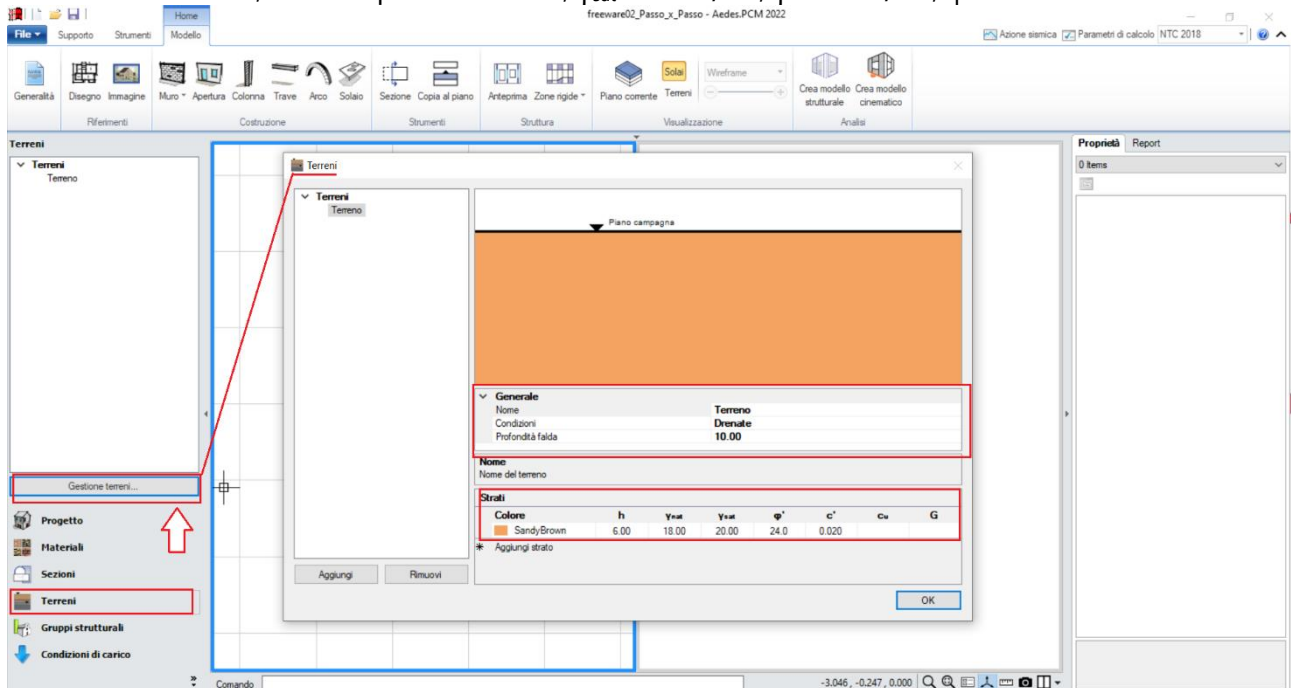 freeware02_Passo_x_Passo - Aedes.PCM 2022
Home
File Supporto Strumenti Modello
Azione sismica Parametri di calcolo NTC 2018
Generalità Disegno Immagine Muro Apertura Colonna Trave Arco Solaio Sezione Copia al piano Anteprima Zone rigide Piano corrente Solai Terreni Wireframe Crea modello strutturale Crea modello cinematico
Riferimenti Costruzione Strumenti Struttura Visualizzazione Analisi
Terreni
Terreni
Terreno
Gestione terreni...
Progetto
Materiali
Sezioni
Terreni
Gruppi strutturali
Condizioni di carico
Terreni
Terreni
Terreno
Aggiungi Rimuovi
Piano campagna
Generale
Nome Terreno
Condizioni Drenate
Profondità falda 10.00
Nome
Nome del terreno
Strati
Colore h γnat γsat φ' c' cu G
SandyBrown 6.00 18.00 20.00 24.0 0.020
* Aggiungi strato
OK
Proprietà Report
0 Items
Comando
-3.046 , -0.247 , 0.000